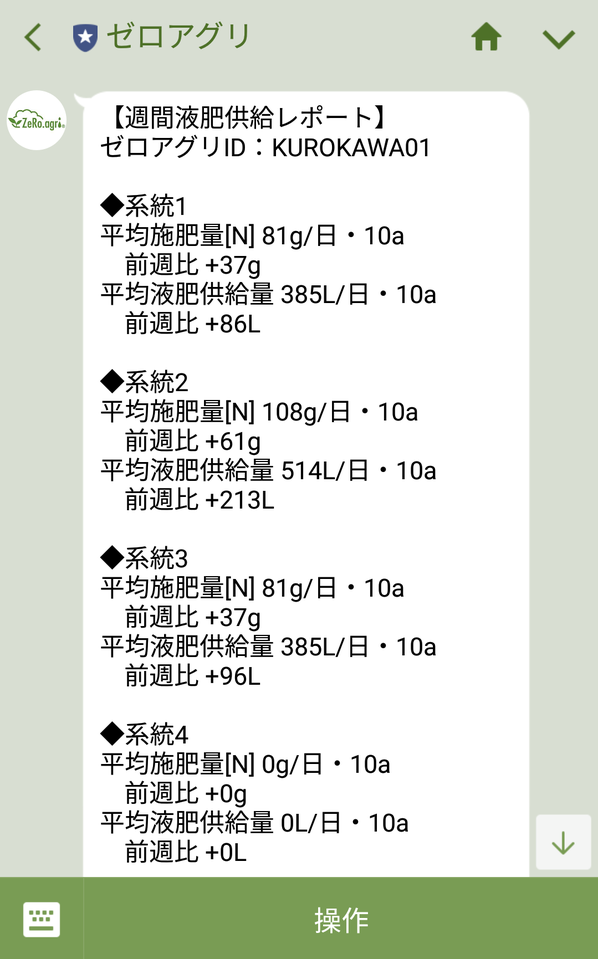 ゼロアグリ
ZeRo.agri.
【週間液肥供給レポート】
ゼロアグリID：KUROKAWA01
◆系統1
平均施肥量[N] 81g/日・10a
前週比 +37g
平均液肥供給量 385L/日・10a
前週比 +86L
◆系統2
平均施肥量[N] 108g/日・10a
前週比 +61g
平均液肥供給量 514L/日・10a
前週比 +213L
◆系統3
平均施肥量[N] 81g/日・10a
前週比 +37g
平均液肥供給量 385L/日・10a
前週比 +96L
◆系統4
平均施肥量[N] 0g/日・10a
前週比 +0g
平均液肥供給量 0L/日・10a
前週比 +0L
操作